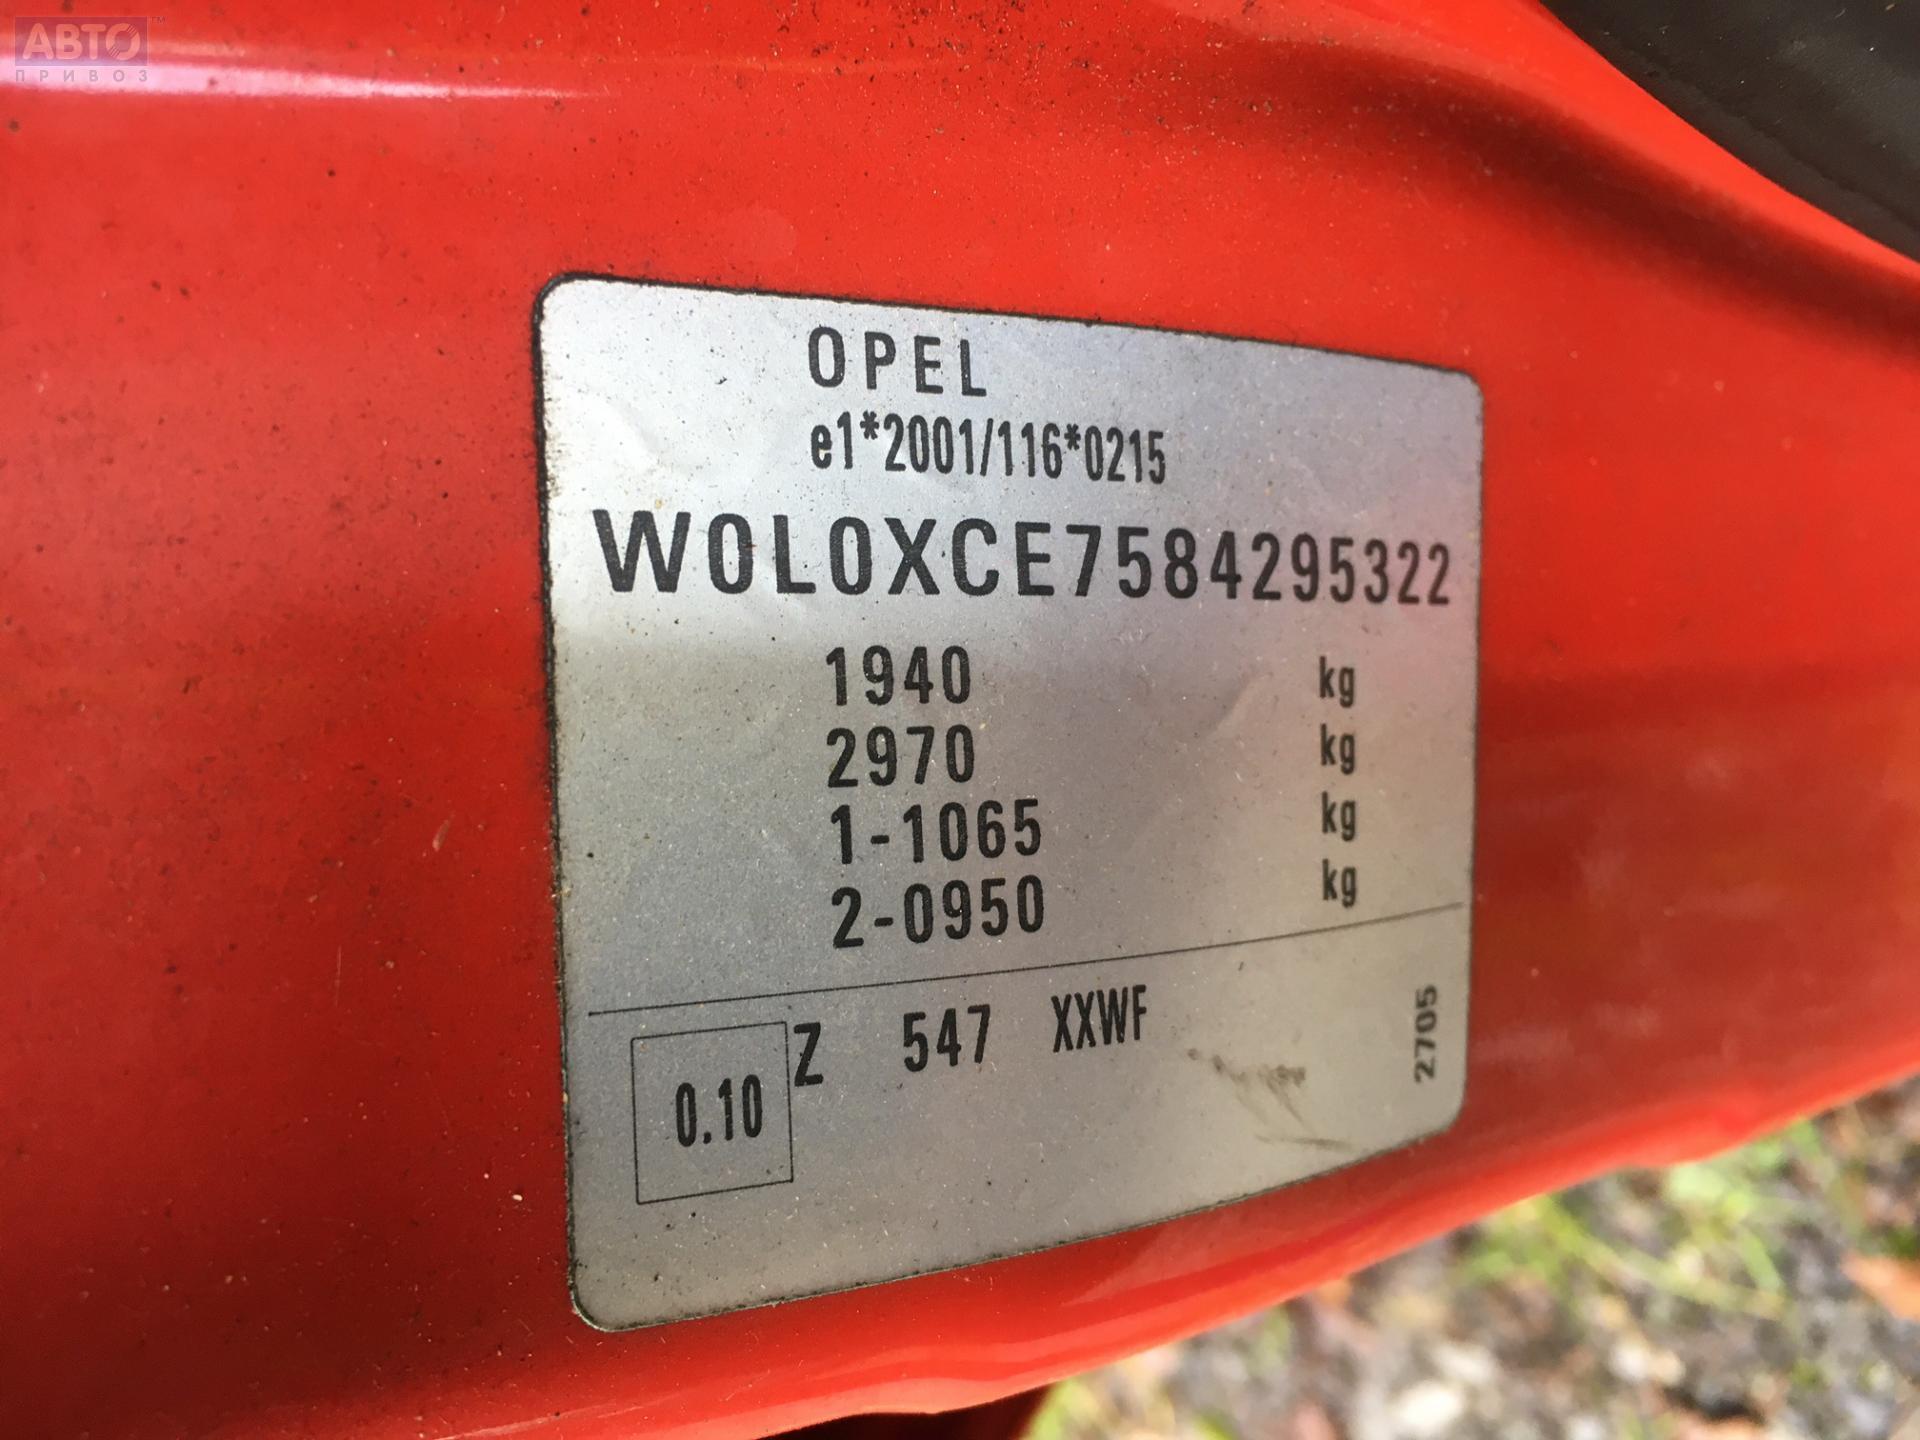 АВТО™
ПРИВОЗ
OPEL
e1*2001/116*0215
W0L0XCE7584295322
1940 kg
2970 kg
1-1065 kg
2-0950 kg
0.10 Z 547 XXWF
2705